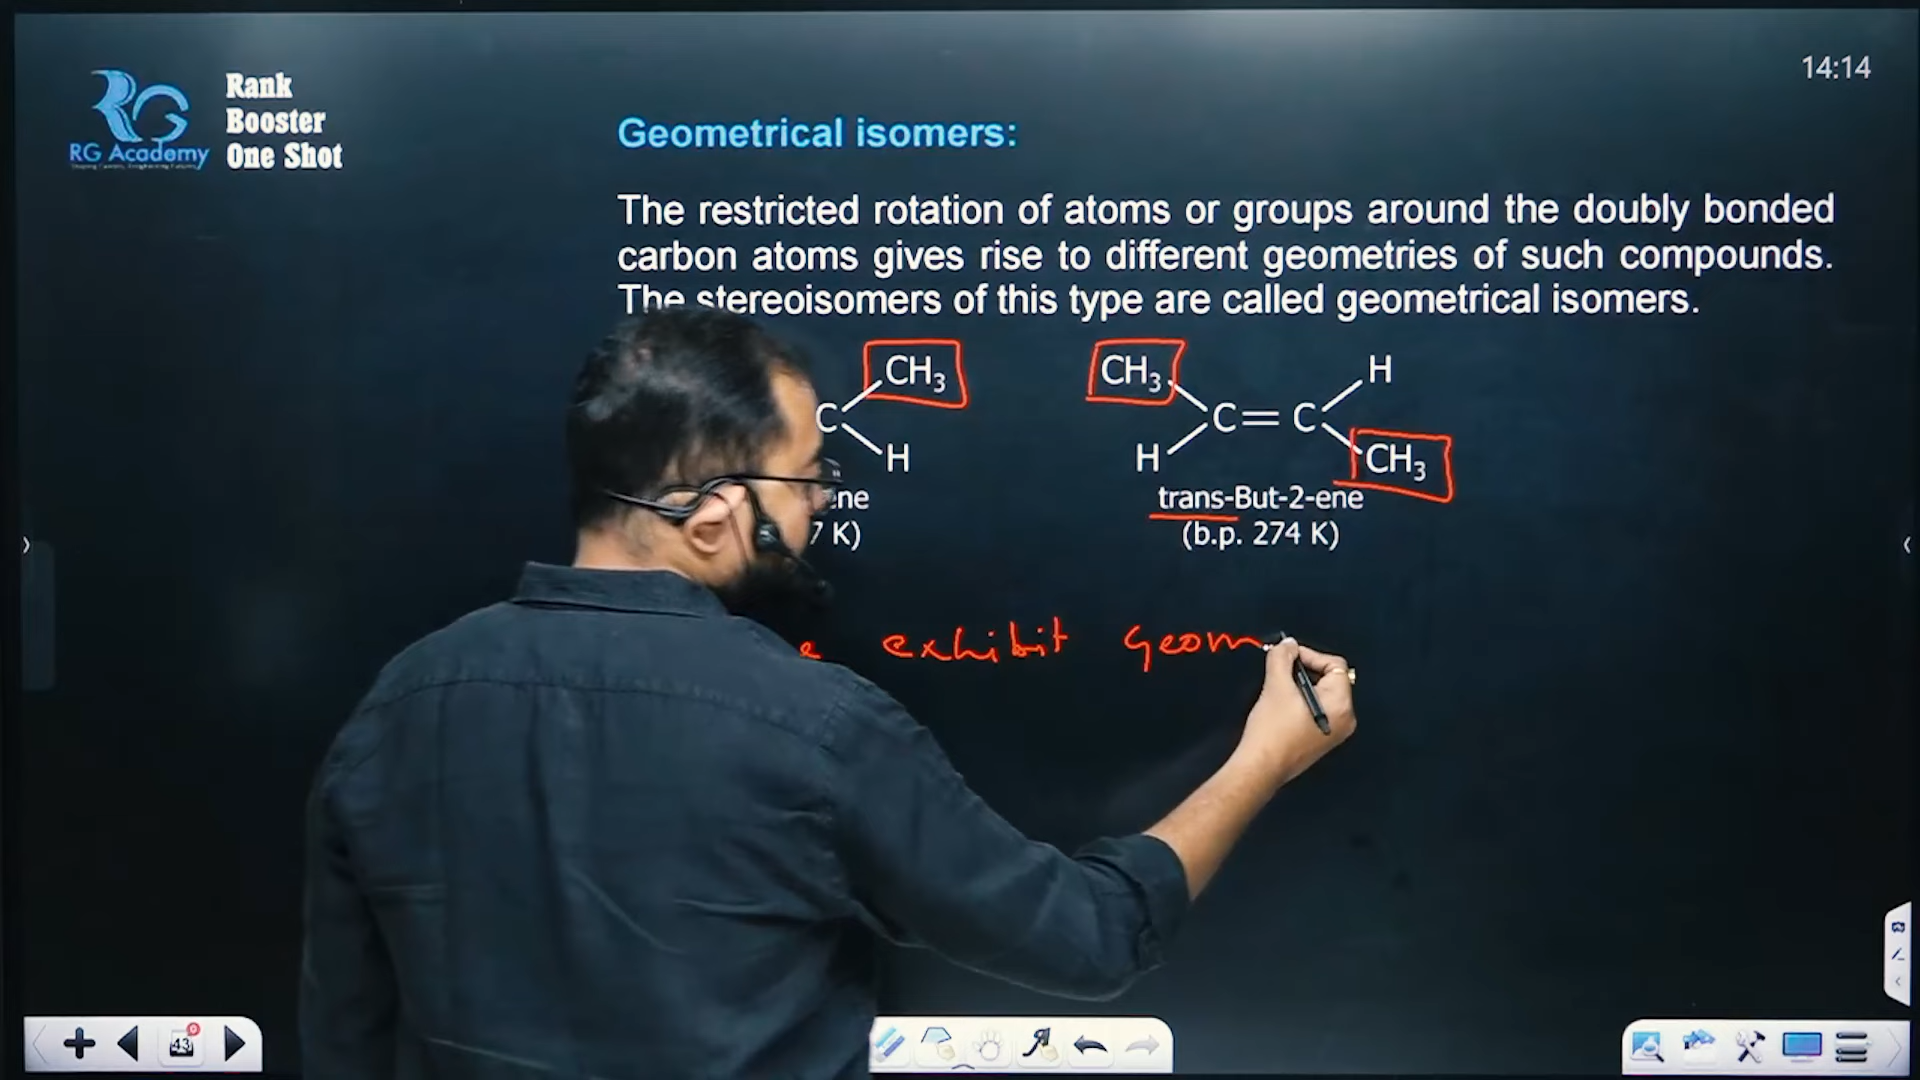 14:14
RG Academy
Rank
Booster
One Shot
Geometrical isomers:
The restricted rotation of atoms or groups around the doubly bonded
carbon atoms gives rise to different geometries of such compounds.
The stereoisomers of this type are called geometrical isomers.
CH3 CH3 H
C C=C
H H CH3
ene trans-But-2-ene
7 K) (b.p. 274 K)
e exhibit Geom
43